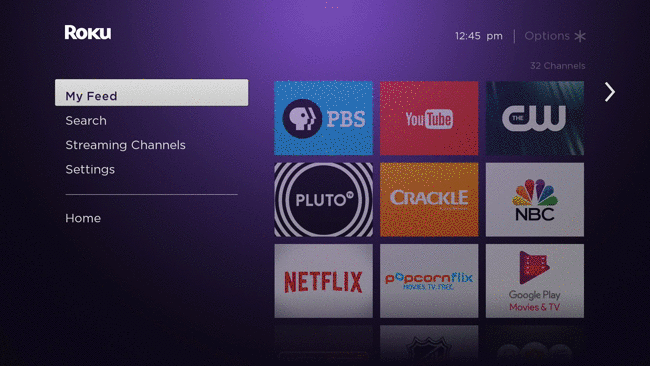 Roku
12:45 pm
Options
32 Channels
My Feed
Search
Streaming Channels
Settings
Home
PBS
YouTube
THE CW
PLUTO TV
CRACKLE
NBC
NETFLIX
popcornflix
MOVIES. TV. FREE.
Google Play
Movies & TV